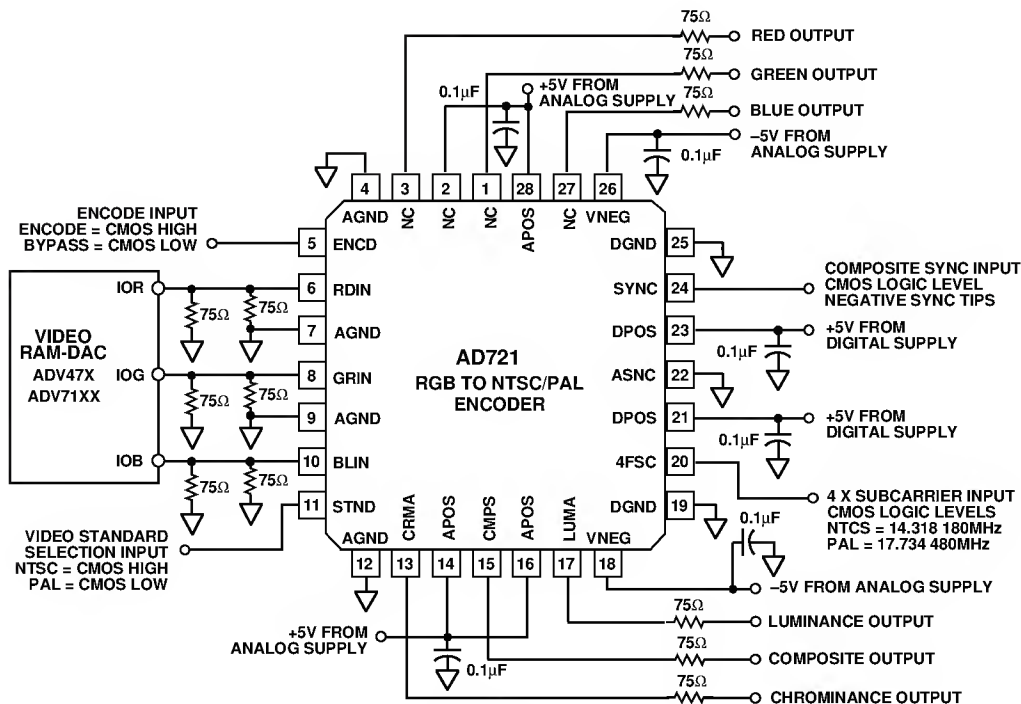 75Ω
RED OUTPUT
75Ω
GREEN OUTPUT
75Ω
BLUE OUTPUT
0.1µF
+5V FROM
ANALOG SUPPLY
–5V FROM
ANALOG SUPPLY
0.1µF
4
3
2
1
28
27
26
AGND
NC
NC
NC
APOS
NC
VNEG
ENCODE INPUT
ENCODE = CMOS HIGH
BYPASS = CMOS LOW
5
ENCD
DGND
25
IOR
6
RDIN
SYNC
24
COMPOSITE SYNC INPUT
CMOS LOGIC LEVEL
NEGATIVE SYNC TIPS
75Ω
75Ω
7
AGND
DPOS
23
+5V FROM
DIGITAL SUPPLY
0.1µF
VIDEO
RAM-DAC
ADV47X
ADV71XX
AD721
RGB TO NTSC/PAL
ENCODER
IOG
8
GRIN
ASNC
22
75Ω
75Ω
9
AGND
DPOS
21
+5V FROM
DIGITAL SUPPLY
0.1µF
IOB
10
BLIN
4FSC
20
75Ω
75Ω
4 X SUBCARRIER INPUT
CMOS LOGIC LEVELS
NTCS = 14.318 180MHz
PAL = 17.734 480MHz
11
STND
DGND
19
0.1µF
VIDEO STANDARD
SELECTION INPUT
NTSC = CMOS HIGH
PAL = CMOS LOW
AGND
CRMA
APOS
CMPS
APOS
LUMA
VNEG
12
13
14
15
16
17
18
–5V FROM ANALOG SUPPLY
75Ω
LUMINANCE OUTPUT
+5V FROM
ANALOG SUPPLY
0.1µF
75Ω
COMPOSITE OUTPUT
75Ω
CHROMINANCE OUTPUT